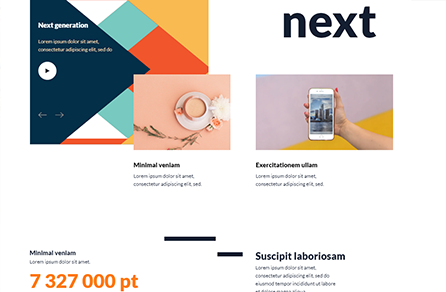 next
Next generation
Lorem ipsum dolor sit amet,
consectetur adipiscing elit, sed do
Minimal veniam
Lorem ipsum dolor sit amet,
consectetur adipiscing elit, sed.
Exercitationem ullam
Lorem ipsum dolor sit amet,
consectetur adipiscing elit, sed.
Minimal veniam
Lorem ipsum dolor sit amet.
7 327 000 pt
Suscipit laboriosam
Lorem ipsum dolor sit amet,
consectetur adipiscing elit, sed do eiusmod
tempor incididunt ut labore
et dolore magna aliqua.